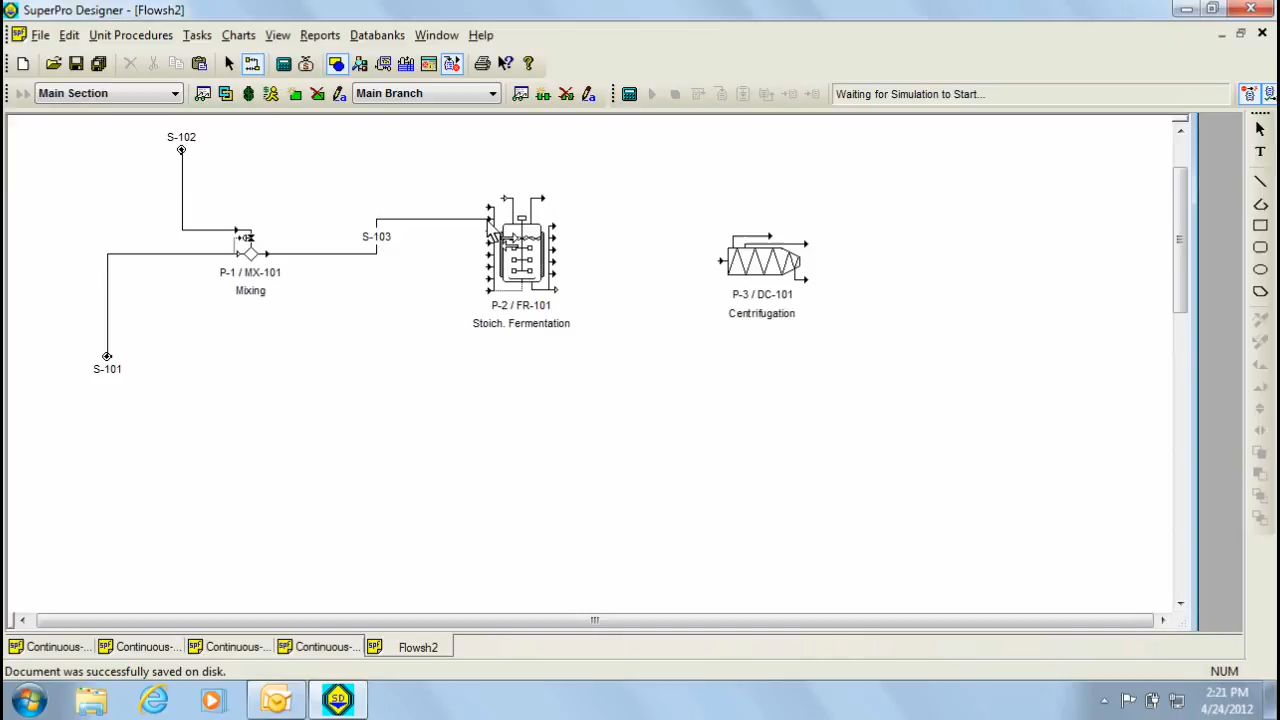 SuperPro Designer - [Flowsh2]
File Edit Unit Procedures Tasks Charts View Reports Databanks Window Help
Main Section Main Branch Waiting for Simulation to Start...
S-102
S-103
P-1 / MX-101
Mixing
P-2 / FR-101
Stoich. Fermentation
P-3 / DC-101
Centrifugation
S-101
Continuous-... Continuous-... Continuous-... Continuous-... Flowsh2
Document was successfully saved on disk. NUM
2:21 PM
4/24/2012